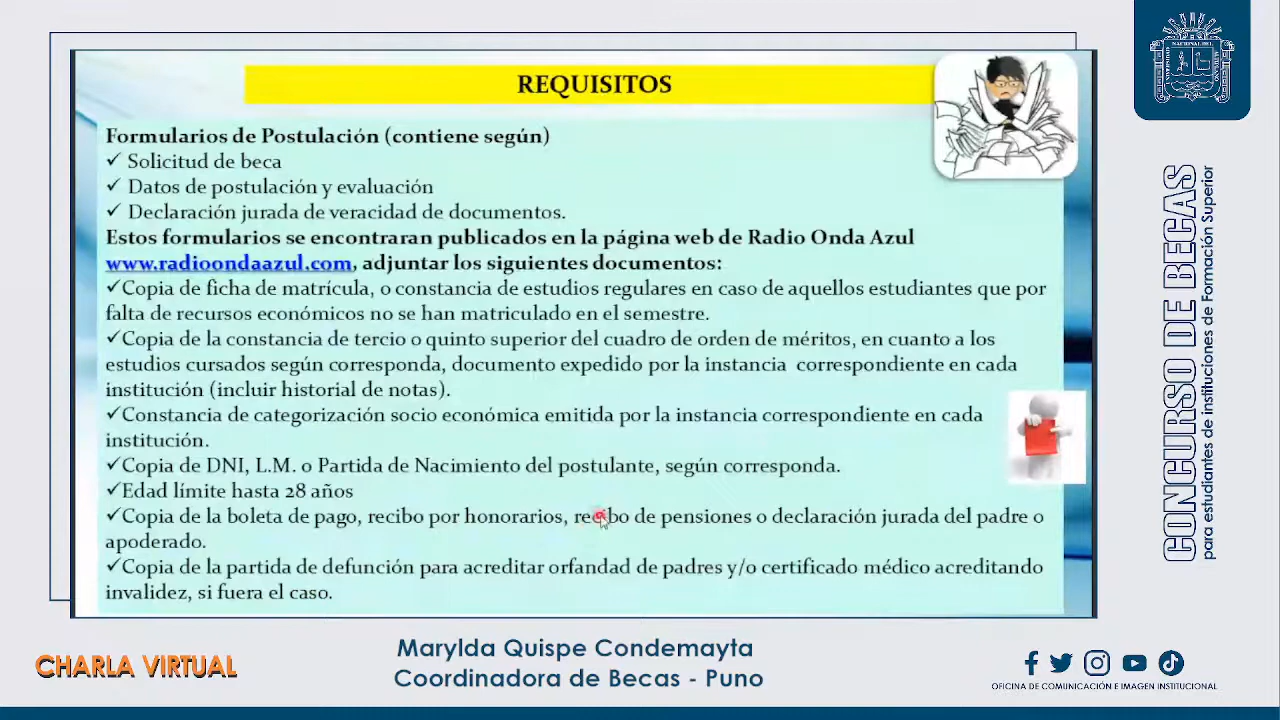 REQUISITOS
Formularios de Postulación (contiene según)
✓ Solicitud de beca
✓ Datos de postulación y evaluación
✓ Declaración jurada de veracidad de documentos.
Estos formularios se encontraran publicados en la página web de Radio Onda Azul
www.radioondaazul.com, adjuntar los siguientes documentos:
✓Copia de ficha de matrícula, o constancia de estudios regulares en caso de aquellos estudiantes que por
falta de recursos económicos no se han matriculado en el semestre.
✓Copia de la constancia de tercio o quinto superior del cuadro de orden de méritos, en cuanto a los
estudios cursados según corresponda, documento expedido por la instancia correspondiente en cada
institución (incluir historial de notas).
✓Constancia de categorización socio económica emitida por la instancia correspondiente en cada
institución.
✓Copia de DNI, L.M. o Partida de Nacimiento del postulante, según corresponda.
✓Edad límite hasta 28 años
✓Copia de la boleta de pago, recibo por honorarios, recibo de pensiones o declaración jurada del padre o
apoderado.
✓Copia de la partida de defunción para acreditar orfandad de padres y/o certificado médico acreditando
invalidez, si fuera el caso.
NACIONAL DEL
CONCURSO DE BECAS
para estudiantes de instituciones de Formación Superior
CHARLA VIRTUAL
Marylda Quispe Condemayta
Coordinadora de Becas - Puno
OFICINA DE COMUNICACIÓN E IMAGEN INSTITUCIONAL